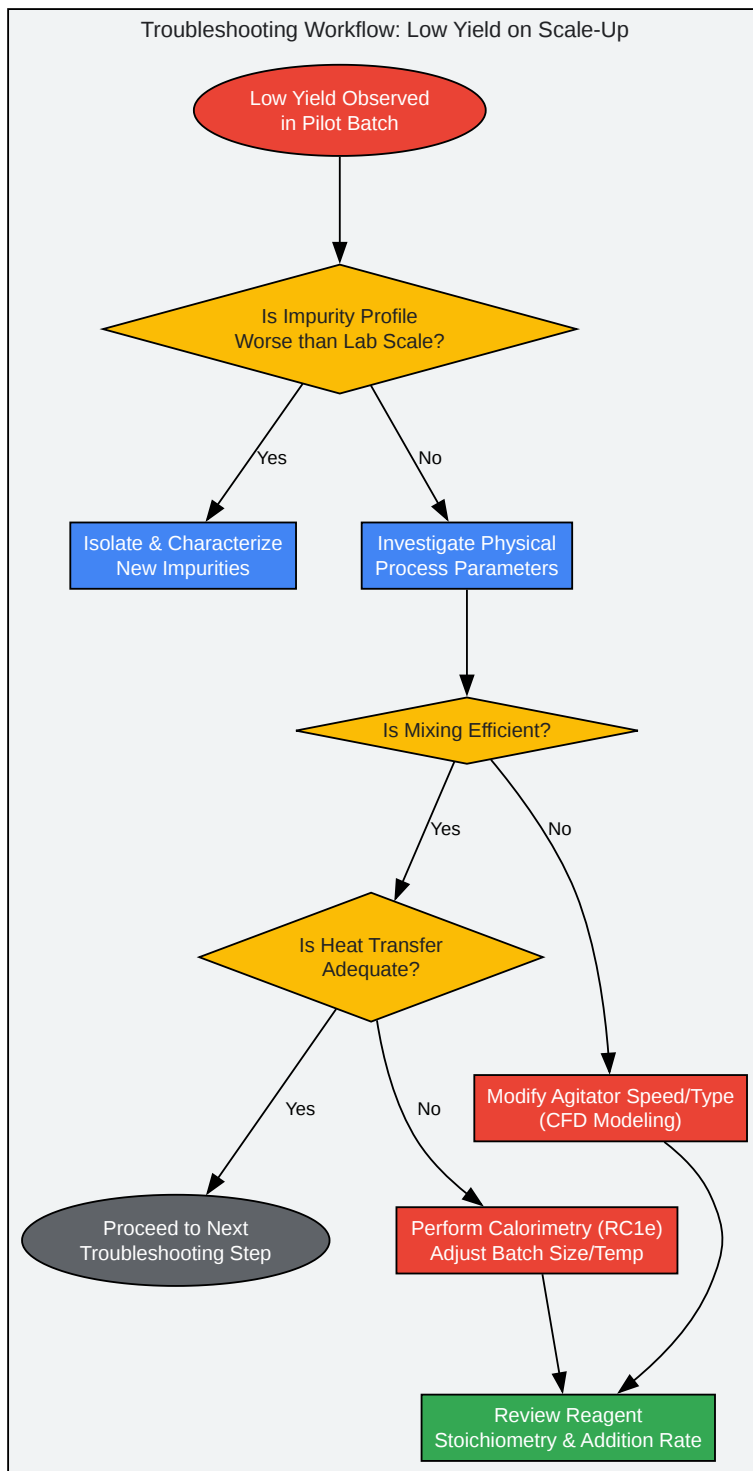 Troubleshooting Workflow: Low Yield on Scale-Up
Low Yield Observed
in Pilot Batch
Is Impurity Profile
Worse than Lab Scale?
Yes
No
Isolate & Characterize
New Impurities
Investigate Physical
Process Parameters
Is Mixing Efficient?
Yes
No
Is Heat Transfer
Adequate?
Yes
No
Modify Agitator Speed/Type
(CFD Modeling)
Proceed to Next
Troubleshooting Step
Perform Calorimetry (RC1e)
Adjust Batch Size/Temp
Review Reagent
Stoichiometry & Addition Rate